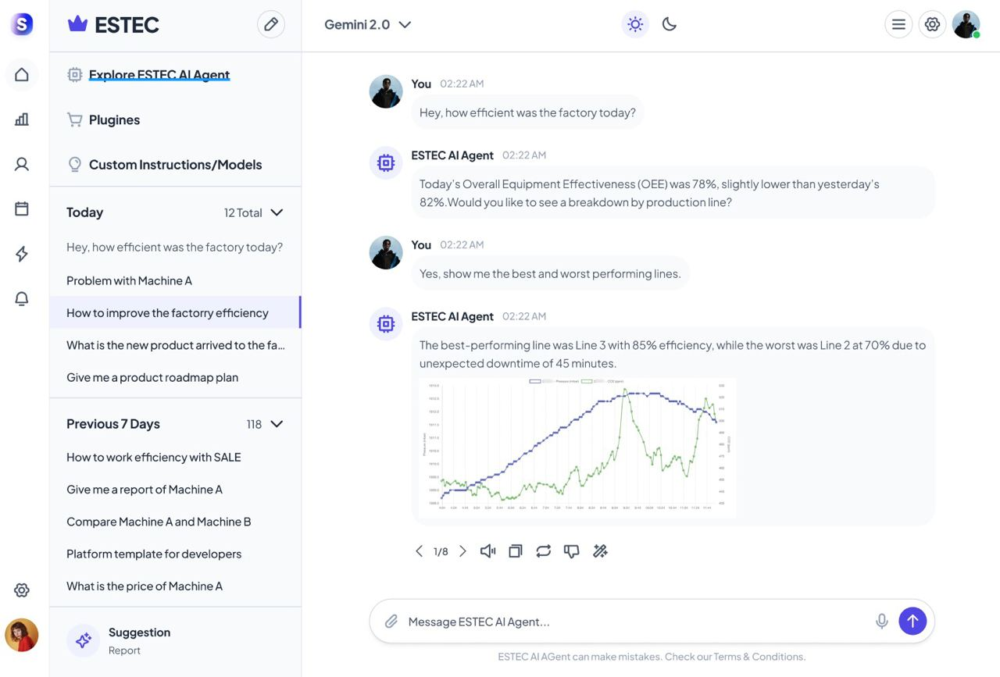 S
ESTEC
Gemini 2.0
Explore ESTEC AI Agent
Plugines
Custom Instructions/Models
Today 12 Total
Hey, how efficient was the factory today?
Problem with Machine A
How to improve the factorry efficiency
What is the new product arrived to the fa...
Give me a product roadmap plan
Previous 7 Days 118
How to work efficiency with SALE
Give me a report of Machine A
Compare Machine A and Machine B
Platform template for developers
What is the price of Machine A
Suggestion
Report
You 02:22 AM
Hey, how efficient was the factory today?
ESTEC AI Agent 02:22 AM
Today's Overall Equipment Effectiveness (OEE) was 78%, slightly lower than yesterday's
82%.Would you like to see a breakdown by production line?
You 02:22 AM
Yes, show me the best and worst performing lines.
ESTEC AI Agent 02:22 AM
The best-performing line was Line 3 with 85% efficiency, while the worst was Line 2 at 70% due to
unexpected downtime of 45 minutes.
1/8
Message ESTEC AI Agent...
ESTEC AI AGent can make mistakes. Check our Terms & Conditions.